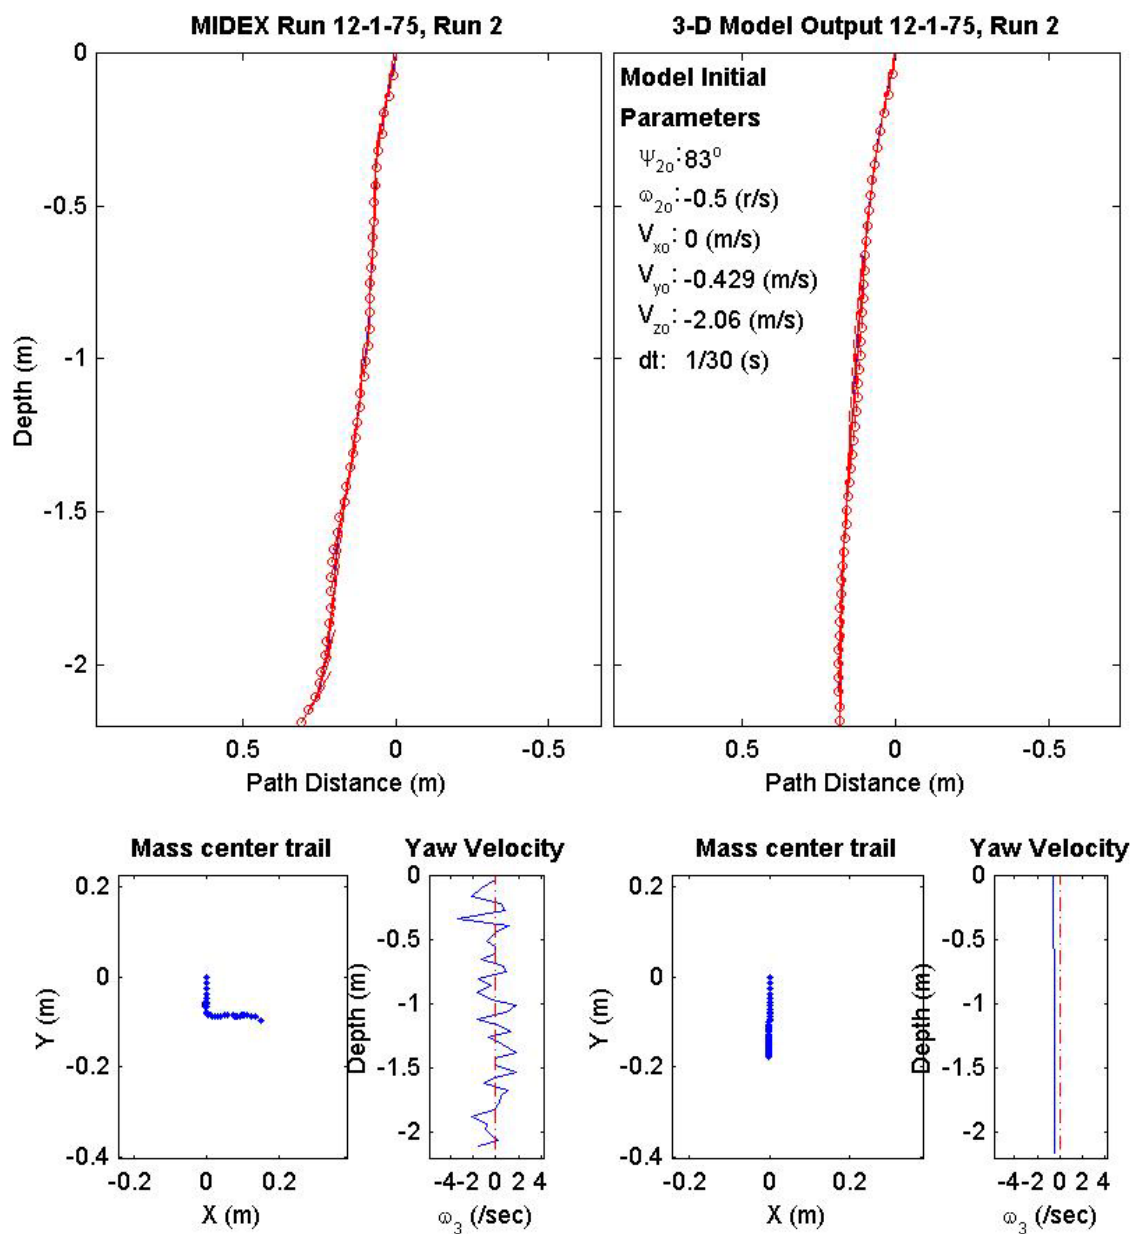 MIDEX Run 12-1-75, Run 2
3-D Model Output 12-1-75, Run 2
0
-0.5
-1
-1.5
-2
Depth (m)
0.5 0 -0.5
Path Distance (m)
Model Initial
Parameters
Ψ2o: 83o
ω2o: -0.5 (r/s)
Vxo: 0 (m/s)
Vyo: -0.429 (m/s)
Vzo: -2.06 (m/s)
dt: 1/30 (s)
0.5 0 -0.5
Path Distance (m)
Mass center trail
0.2
0
-0.2
-0.4
Y (m)
-0.2 0 0.2
X (m)
Yaw Velocity
0
-0.5
-1
-1.5
-2
Depth (m)
-4 -2 0 2 4
ω3 (/sec)
Mass center trail
0.2
0
-0.2
-0.4
Y (m)
-0.2 0 0.2
X (m)
Yaw Velocity
0
-0.5
-1
-1.5
-2
Depth (m)
-4 -2 0 2 4
ω3 (/sec)